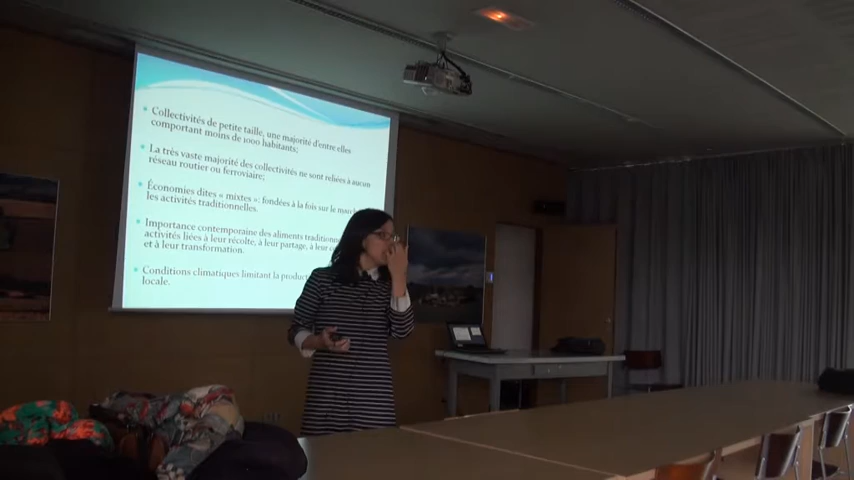 Collectivités de petite taille, une majorité d'entre elles
comportant moins de 1000 habitants;
La très vaste majorité des collectivités ne sont reliées à aucun
réseau routier ou ferroviaire;
Économies dites « mixtes »: fondées à la fois sur le
les activités traditionnelles.
Importance contemporaine des aliments
activités liées à leur récolte, à leur partage, à leur
et à leur transformation.
Conditions climatiques limitant la
locale.